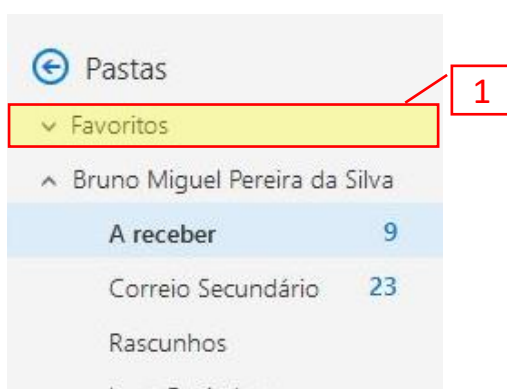 Pastas
1
Favoritos
Bruno Miguel Pereira da Silva
A receber 9
Correio Secundário 23
Rascunhos